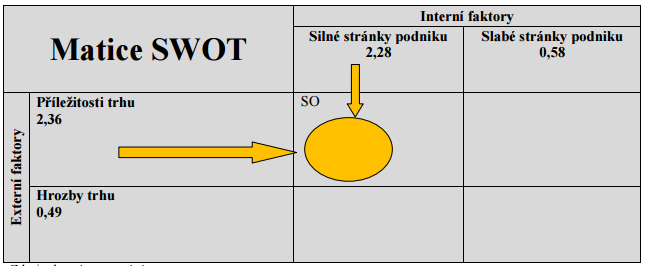 Matice SWOT
Interní faktory
Silné stránky podniku
2,28
Slabé stránky podniku
0,58
Externí faktory
Příležitosti trhu
2,36
SO
Hrozby trhu
0,49